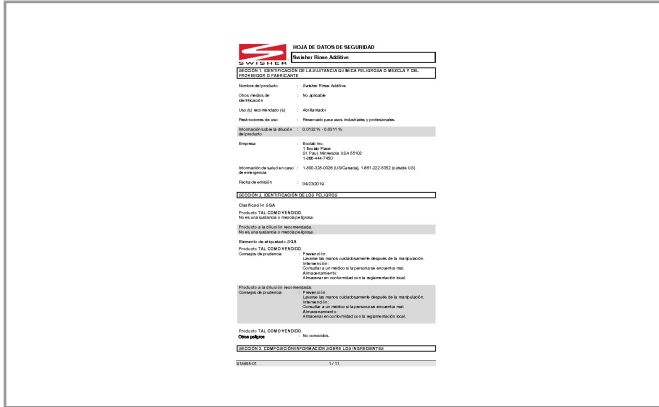 SWISHER
HOJA DE DATOS DE SEGURIDAD
Swisher Rinse Additive
SECCIÓN 1. IDENTIFICACIÓN DE LA SUSTANCIA QUÍMICA PELIGROSA O MEZCLA Y DEL
PROVEEDOR O FABRICANTE
Nombre del producto : Swisher Rinse Additive
Otros medios de : No aplicable
identificación
Uso(s) recomendado(s) : Abrillantador
Restricciones de uso : Reservado para usos industriales y profesionales.
Información sobre la dilución :
del producto
Empresa : Ecolab Inc.
1 Ecolab Place
St. Paul, Minnesota USA 55102
1-866-444-7450
Información de salud en caso : 1-800-328-0026 (US/Canada), 1-651-222-5352 (outside US)
de emergencia
Fecha de emisión : 04/23/2019
SECCIÓN 2. IDENTIFICACIÓN DE LOS PELIGROS
Clasificación SGA
Producto TAL COMO VENDIDO
No es una sustancia o mezcla peligrosa.
Producto a la dilución recomendada.
No es una sustancia o mezcla peligrosa.
Elemento de etiquetado SGA
Producto TAL COMO VENDIDO
Consejos de prudencia : Prevención:
Lavarse las manos cuidadosamente después de la manipulación.
Intervención:
Consultar a un médico si la persona se encuentra mal.
Almacenamiento:
Almacenar en conformidad con la reglamentación local.
Producto a la dilución recomendada.
Consejos de prudencia : Prevención:
Lavarse las manos cuidadosamente después de la manipulación.
Intervención:
Consultar a un médico si la persona se encuentra mal.
Almacenamiento:
Almacenar en conformidad con la reglamentación local.
Producto TAL COMO VENDIDO
Otros peligros : No conocidos.
SECCIÓN 3. COMPOSICIÓN/INFORMACIÓN SOBRE LOS INGREDIENTES
1 / 11